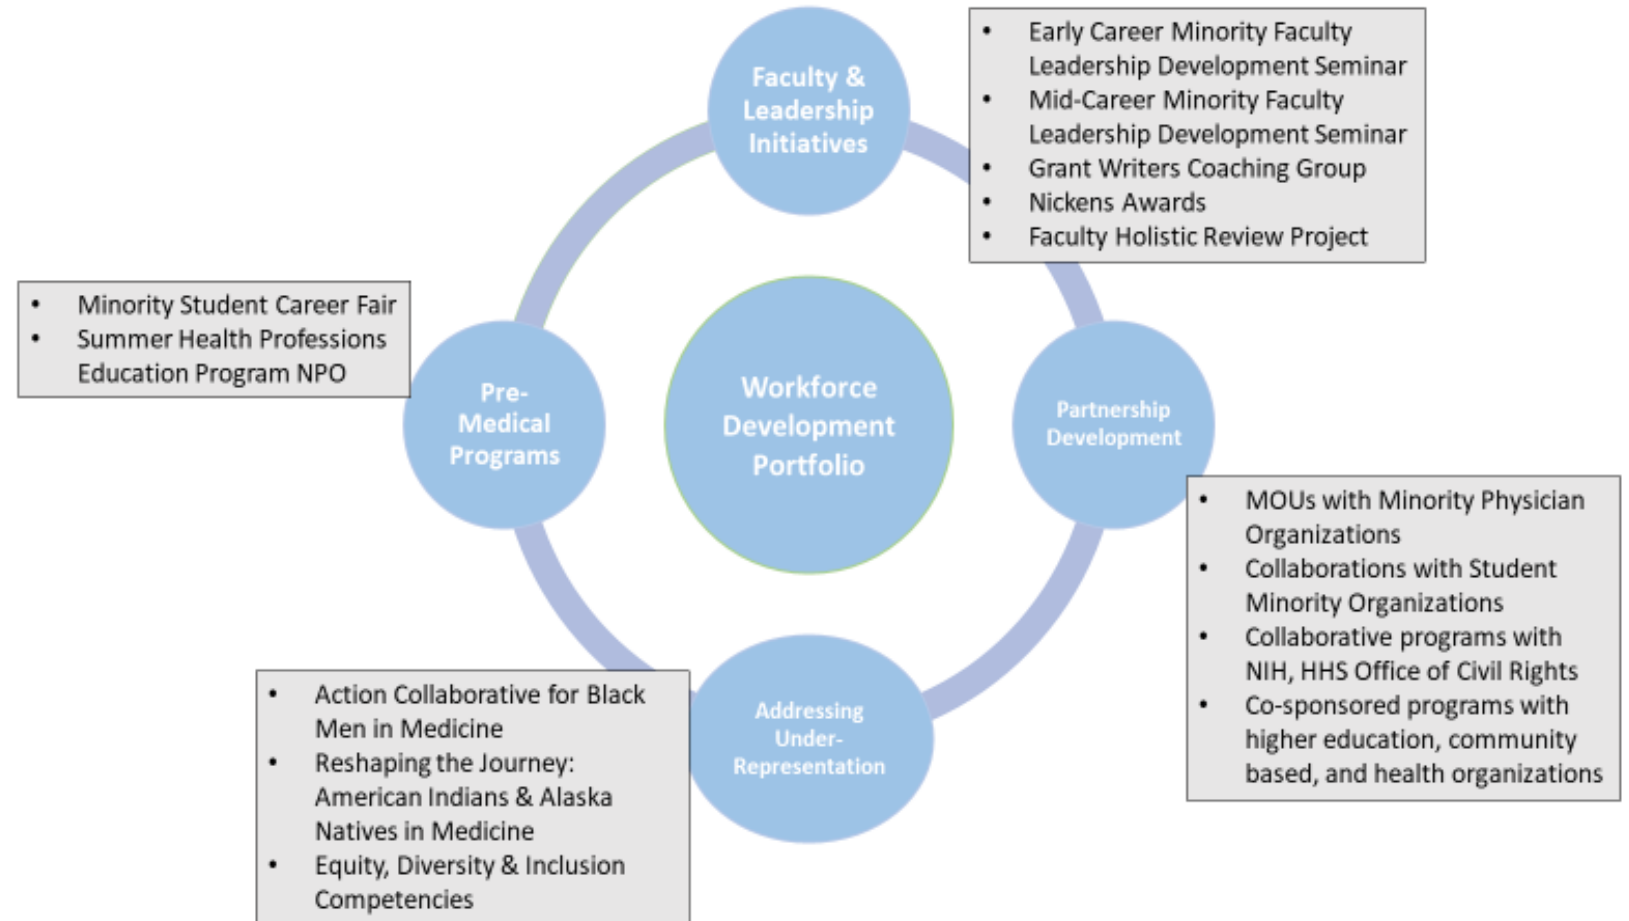 Faculty &
Leadership
Initiatives
• Early Career Minority Faculty
Leadership Development Seminar
• Mid-Career Minority Faculty
Leadership Development Seminar
• Grant Writers Coaching Group
• Nickens Awards
• Faculty Holistic Review Project
• Minority Student Career Fair
• Summer Health Professions
Education Program NPO
Pre-
Medical
Programs
Workforce
Development
Portfolio
Partnership
Development
• MOUs with Minority Physician
Organizations
• Collaborations with Student
Minority Organizations
• Collaborative programs with
NIH, HHS Office of Civil Rights
• Co-sponsored programs with
higher education, community
based, and health organizations
Addressing
Under-
Representation
• Action Collaborative for Black
Men in Medicine
• Reshaping the Journey:
American Indians & Alaska
Natives in Medicine
• Equity, Diversity & Inclusion
Competencies